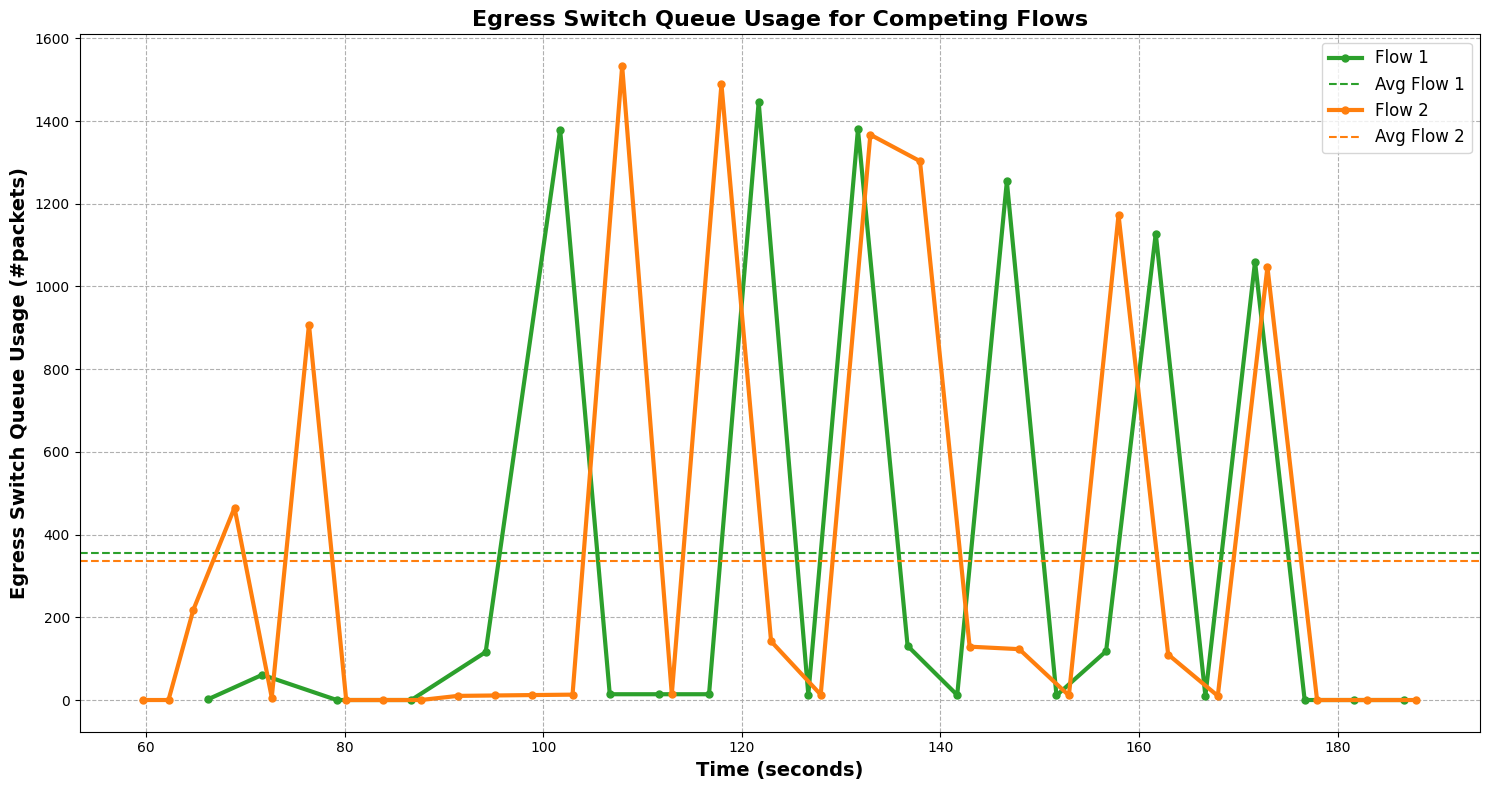 Egress Switch Queue Usage for Competing Flows
1600
1400
1200
1000
800
600
400
200
0
Egress Switch Queue Usage (#packets)
Flow 1
Avg Flow 1
Flow 2
Avg Flow 2
60 80 100 120 140 160 180
Time (seconds)